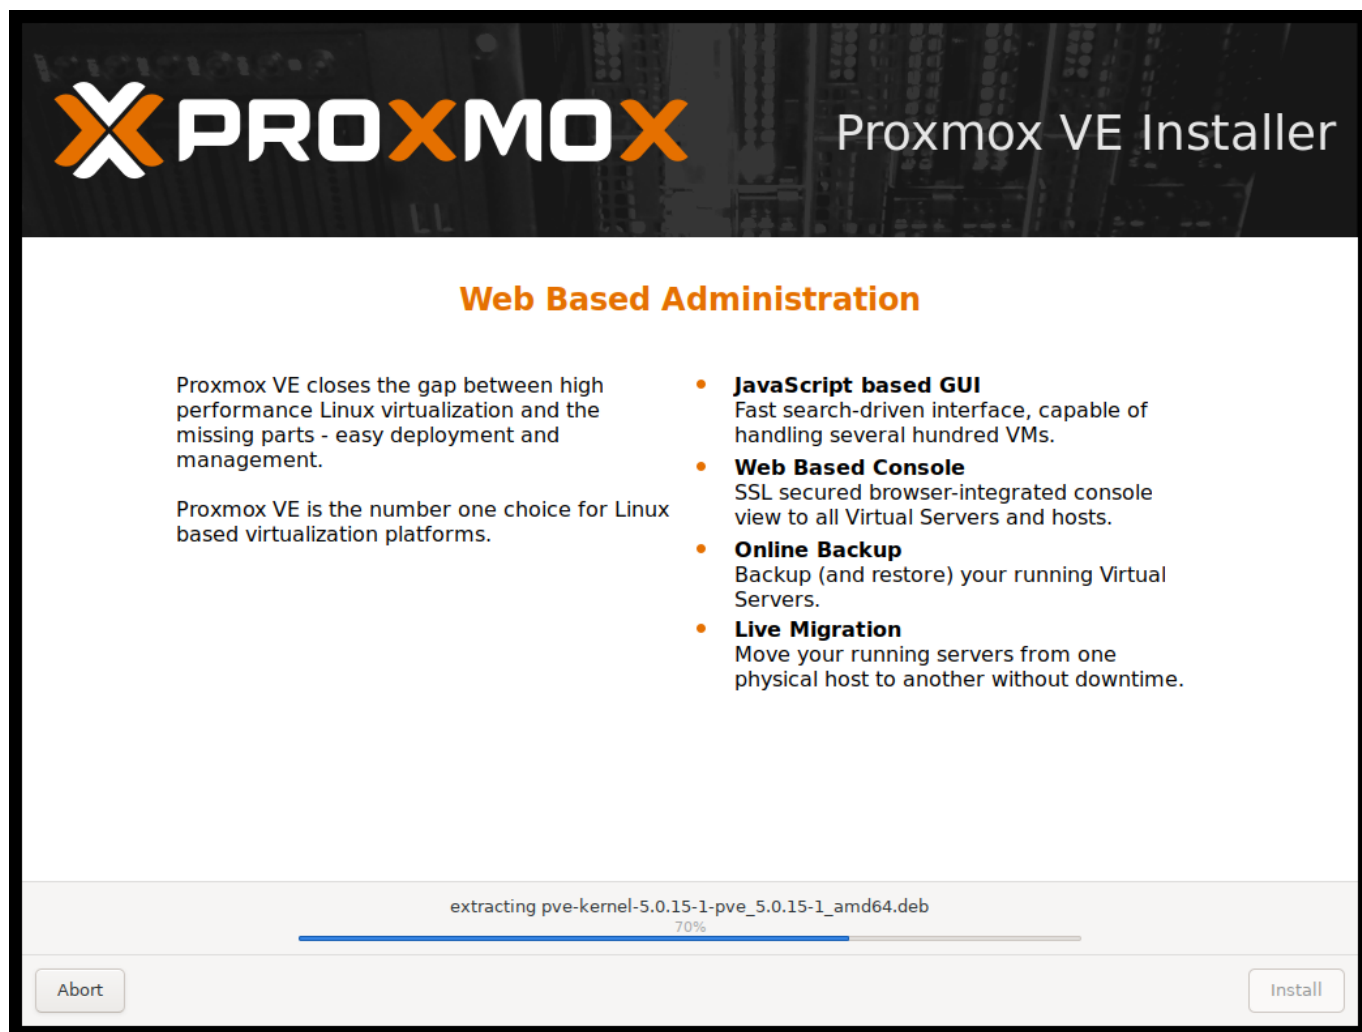 PROXMOX
Proxmox VE Installer
Web Based Administration
Proxmox VE closes the gap between high
performance Linux virtualization and the
missing parts - easy deployment and
management.
Proxmox VE is the number one choice for Linux
based virtualization platforms.
JavaScript based GUI
Fast search-driven interface, capable of
handling several hundred VMs.
Web Based Console
SSL secured browser-integrated console
view to all Virtual Servers and hosts.
Online Backup
Backup (and restore) your running Virtual
Servers.
Live Migration
Move your running servers from one
physical host to another without downtime.
extracting pve-kernel-5.0.15-1-pve_5.0.15-1_amd64.deb
70%
Abort
Install